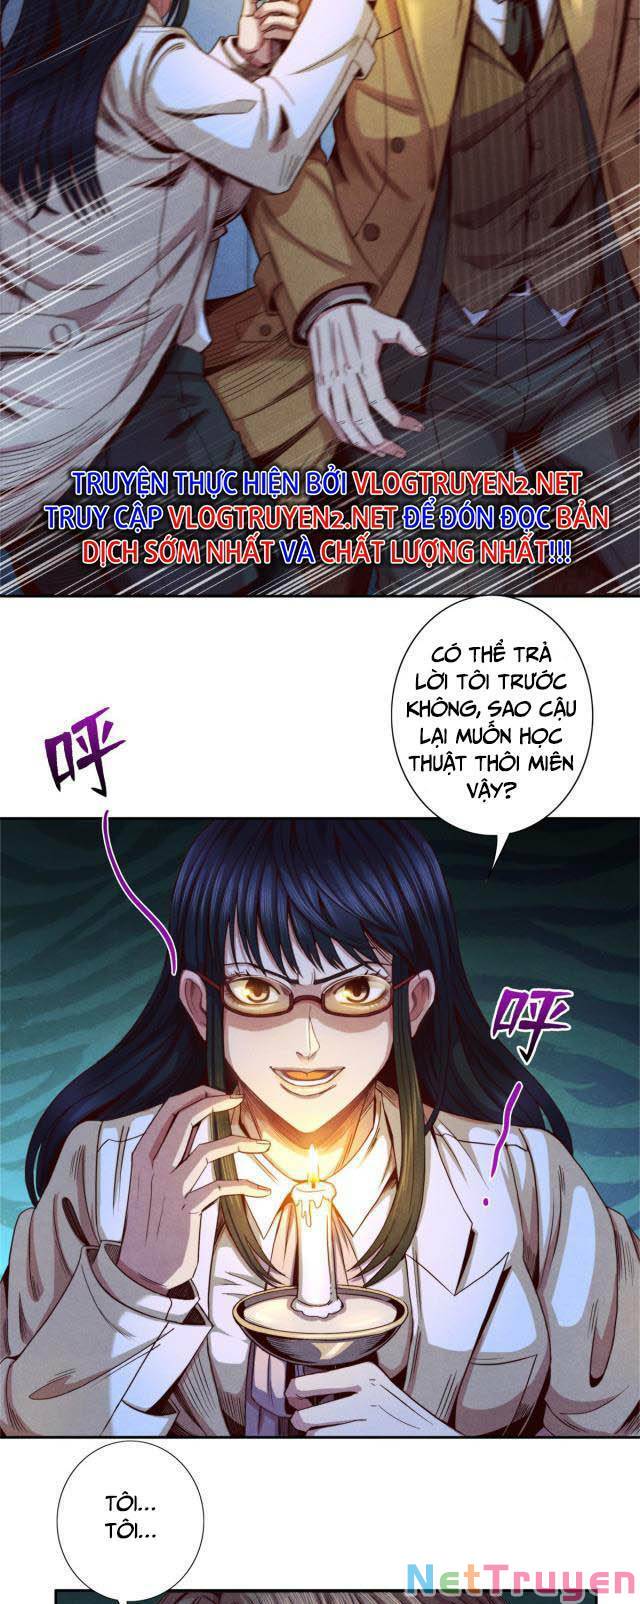 TRUYỆN THỰC HIỆN BỞI VLOGTRUYEN2.NET
TRUY CẬP VLOGTRUYEN2.NET ĐỂ ĐÓN ĐỌC BẢN
DỊCH SỚM NHẤT VÀ CHẤT LƯỢNG NHẤT!!!
CÓ THỂ TRẢ
LỜI TÔI TRƯỚC
KHÔNG, SAO CẬU
LẠI MUỐN HỌC
THUẬT THÔI MIÊN
VẬY?
呼
呼
TÔI...
TÔI...
NetTruyen